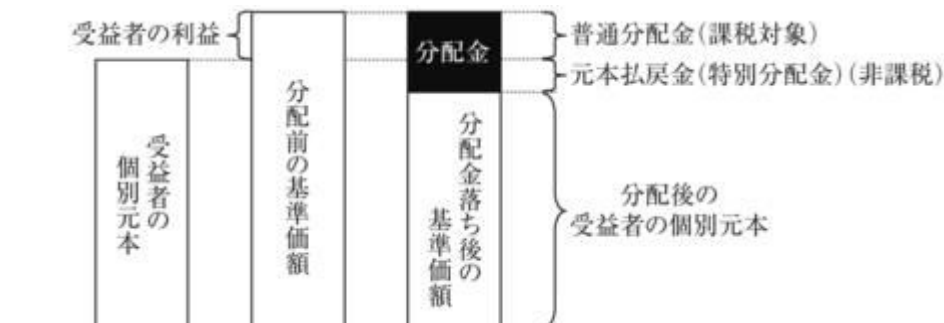 受益者の利益
分配金
普通分配金(課税対象)
元本払戻金(特別分配金)(非課税)
受益者の
個別元本
分配前の基準価額
分配金落ち後の
基準価額
分配後の
受益者の個別元本